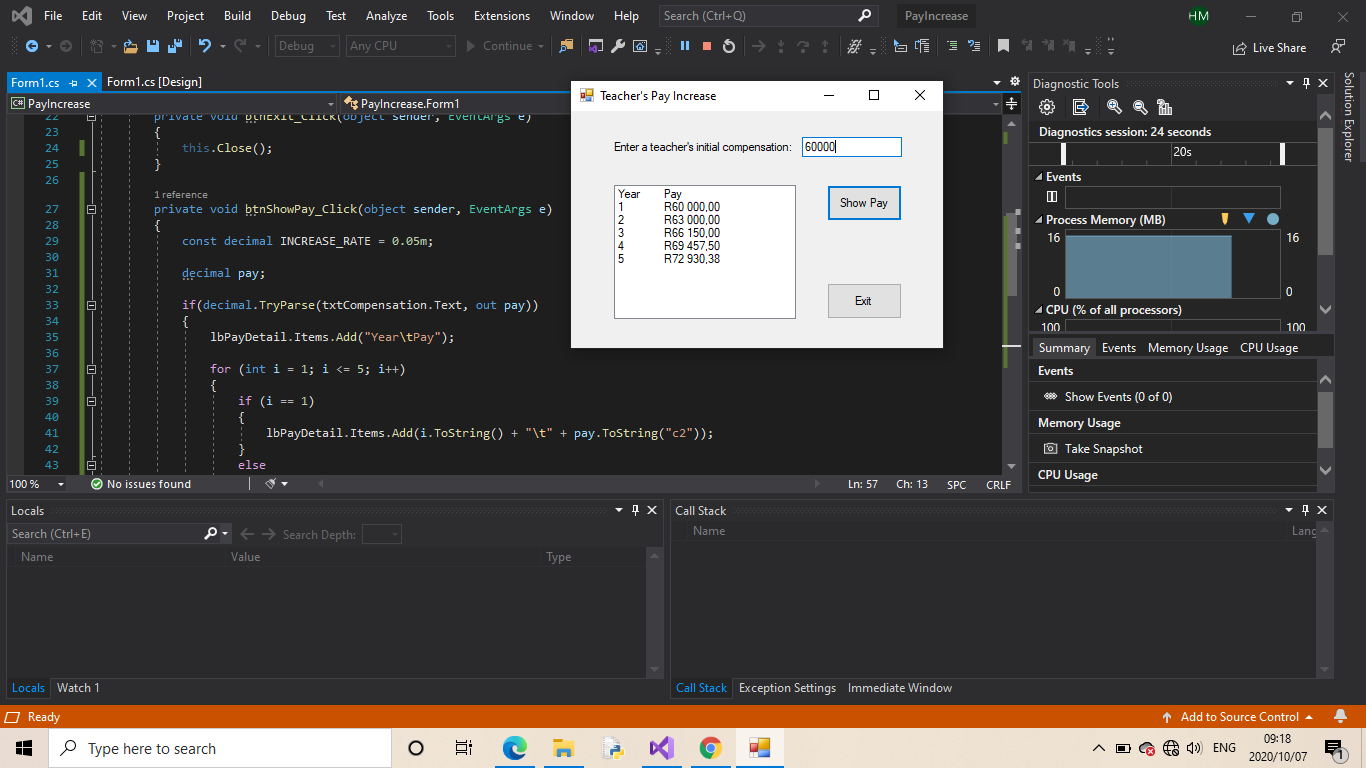 File Edit View Project Build Debug Test Analyze Tools Extensions Window Help Search (Ctrl+Q) PayIncrease HM
Debug Any CPU Continue Live Share
Form1.cs Form1.cs [Design]
PayIncrease PayIncrease.Form1
22 private void btnExit_Click(object sender, EventArgs e)
23 {
24 this.Close();
25 }
26
1 reference
27 private void btnShowPay_Click(object sender, EventArgs e)
28 {
29 const decimal INCREASE_RATE = 0.05m;
30
31 decimal pay;
32
33 if(decimal.TryParse(txtCompensation.Text, out pay))
34 {
35 lbPayDetail.Items.Add("Year\tPay");
36
37 for (int i = 1; i <= 5; i++)
38 {
39 if (i == 1)
40 {
41 lbPayDetail.Items.Add(i.ToString() + "\t" + pay.ToString("c2"));
42 }
43 else
100 % No issues found Ln: 57 Ch: 13 SPC CRLF
Teacher's Pay Increase
Enter a teacher's initial compensation: 60000
Year Pay
1 R60 000,00
2 R63 000,00
3 R66 150,00
4 R69 457,50
5 R72 930,38
Show Pay
Exit
Diagnostic Tools
Diagnostics session: 24 seconds
20s
Events
Process Memory (MB)
16 16
0 0
CPU (% of all processors)
100 100
Summary Events Memory Usage CPU Usage
Events
Show Events (0 of 0)
Memory Usage
Take Snapshot
CPU Usage
Solution Explorer
Locals
Search (Ctrl+E) Search Depth:
Name Value Type
Locals Watch 1
Call Stack
Name Lang
Call Stack Exception Settings Immediate Window
Ready Add to Source Control
Type here to search ENG 09:18
2020/10/07 1